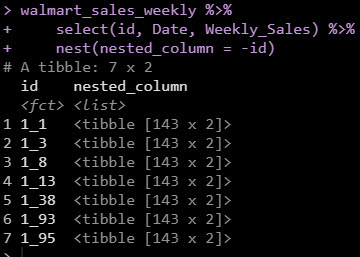 > walmart_sales_weekly %>%
+ select(id, Date, Weekly_Sales) %>%
+ nest(nested_column = -id)
# A tibble: 7 x 2
id nested_column
<fct> <list>
1 1_1 <tibble [143 x 2]>
2 1_3 <tibble [143 x 2]>
3 1_8 <tibble [143 x 2]>
4 1_13 <tibble [143 x 2]>
5 1_38 <tibble [143 x 2]>
6 1_93 <tibble [143 x 2]>
7 1_95 <tibble [143 x 2]>
>